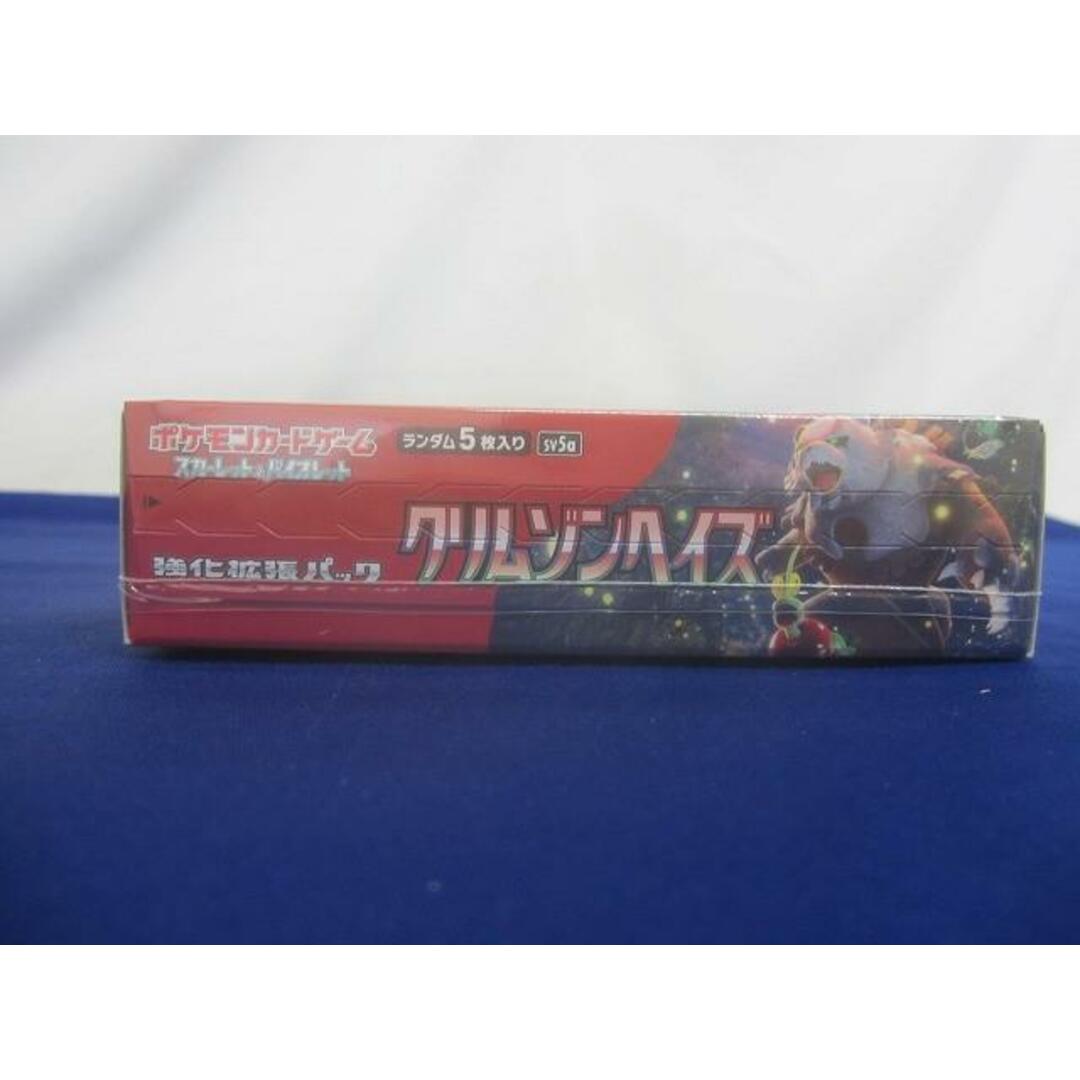 ポケモンカードゲーム
スカーレット&バイオレット
ランダム5枚入り
sv5a
強化拡張パック
クリムゾンヘイズ